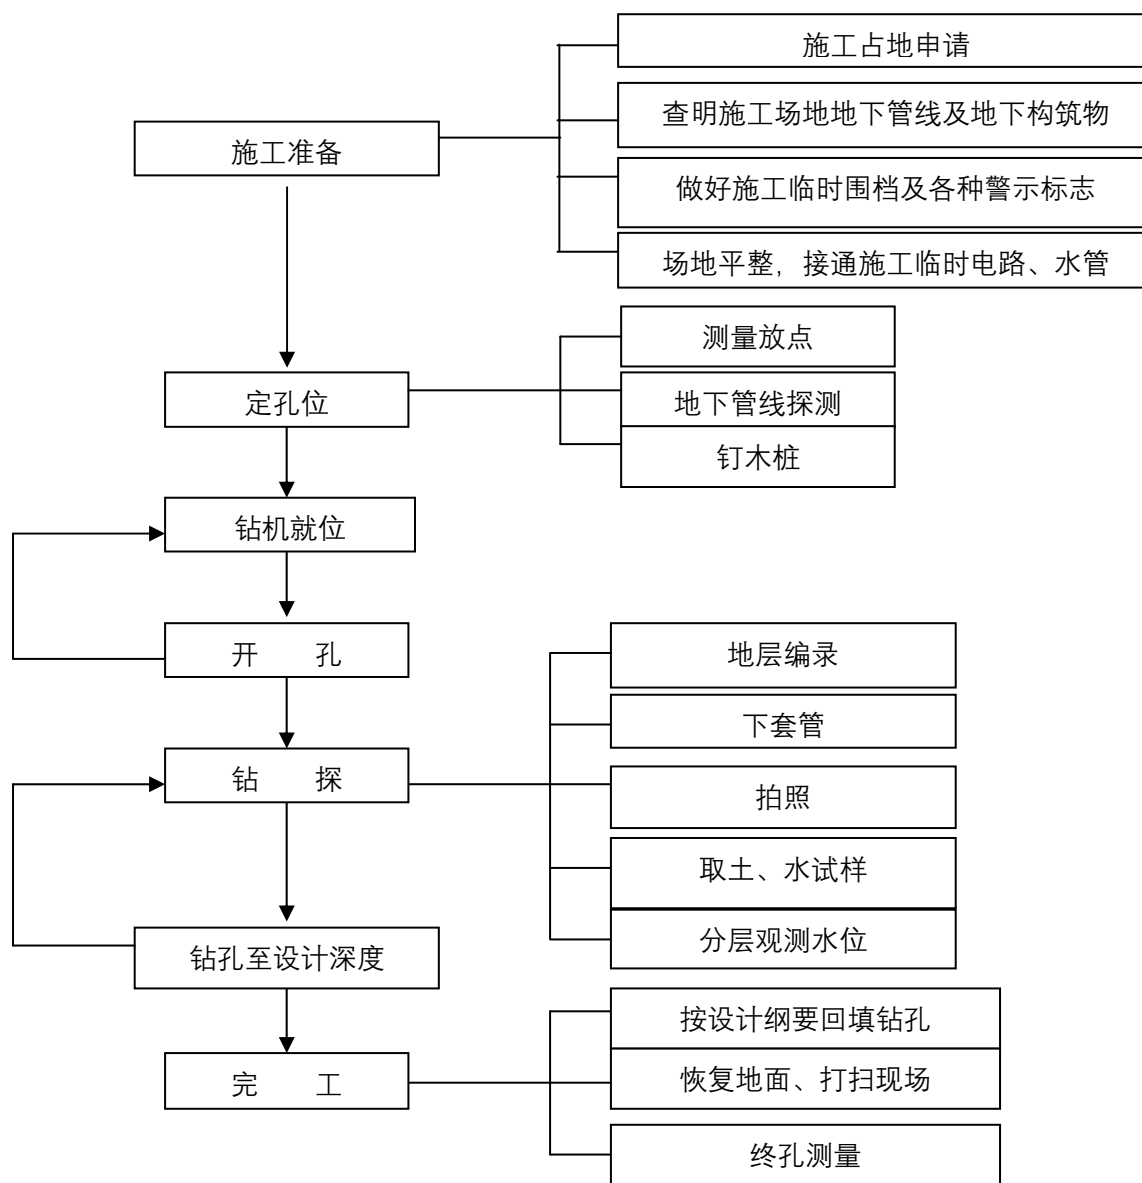 施工占地申请
查明施工场地地下管线及地下构筑物
施工准备
做好施工临时围档及各种警示标志
场地平整，接通施工临时电路、水管
测量放点
定孔位
地下管线探测
钉木桩
钻机就位
开 孔
地层编录
下套管
钻 探
拍照
取土、水试样
分层观测水位
钻孔至设计深度
按设计纲要回填钻孔
完 工
恢复地面、打扫现场
终孔测量